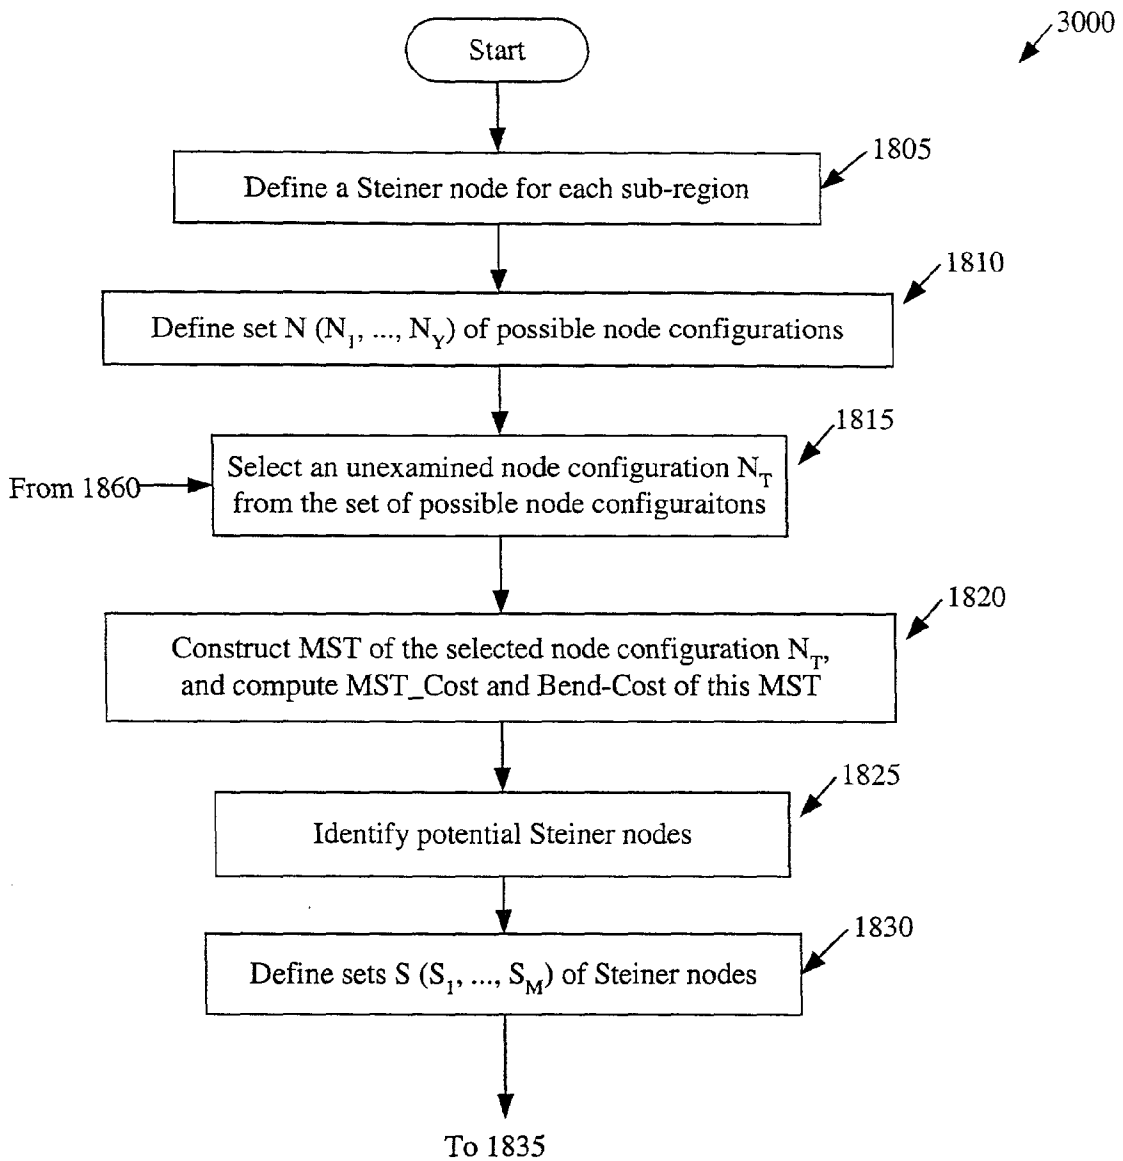 3000
Start
1805
Define a Steiner node for each sub-region
1810
Define set N (N1, ..., NY) of possible node configurations
1815
Select an unexamined node configuration NT
from the set of possible node configuraitons
From 1860
1820
Construct MST of the selected node configuration NT,
and compute MST_Cost and Bend-Cost of this MST
1825
Identify potential Steiner nodes
1830
Define sets S (S1, ..., SM) of Steiner nodes
To 1835